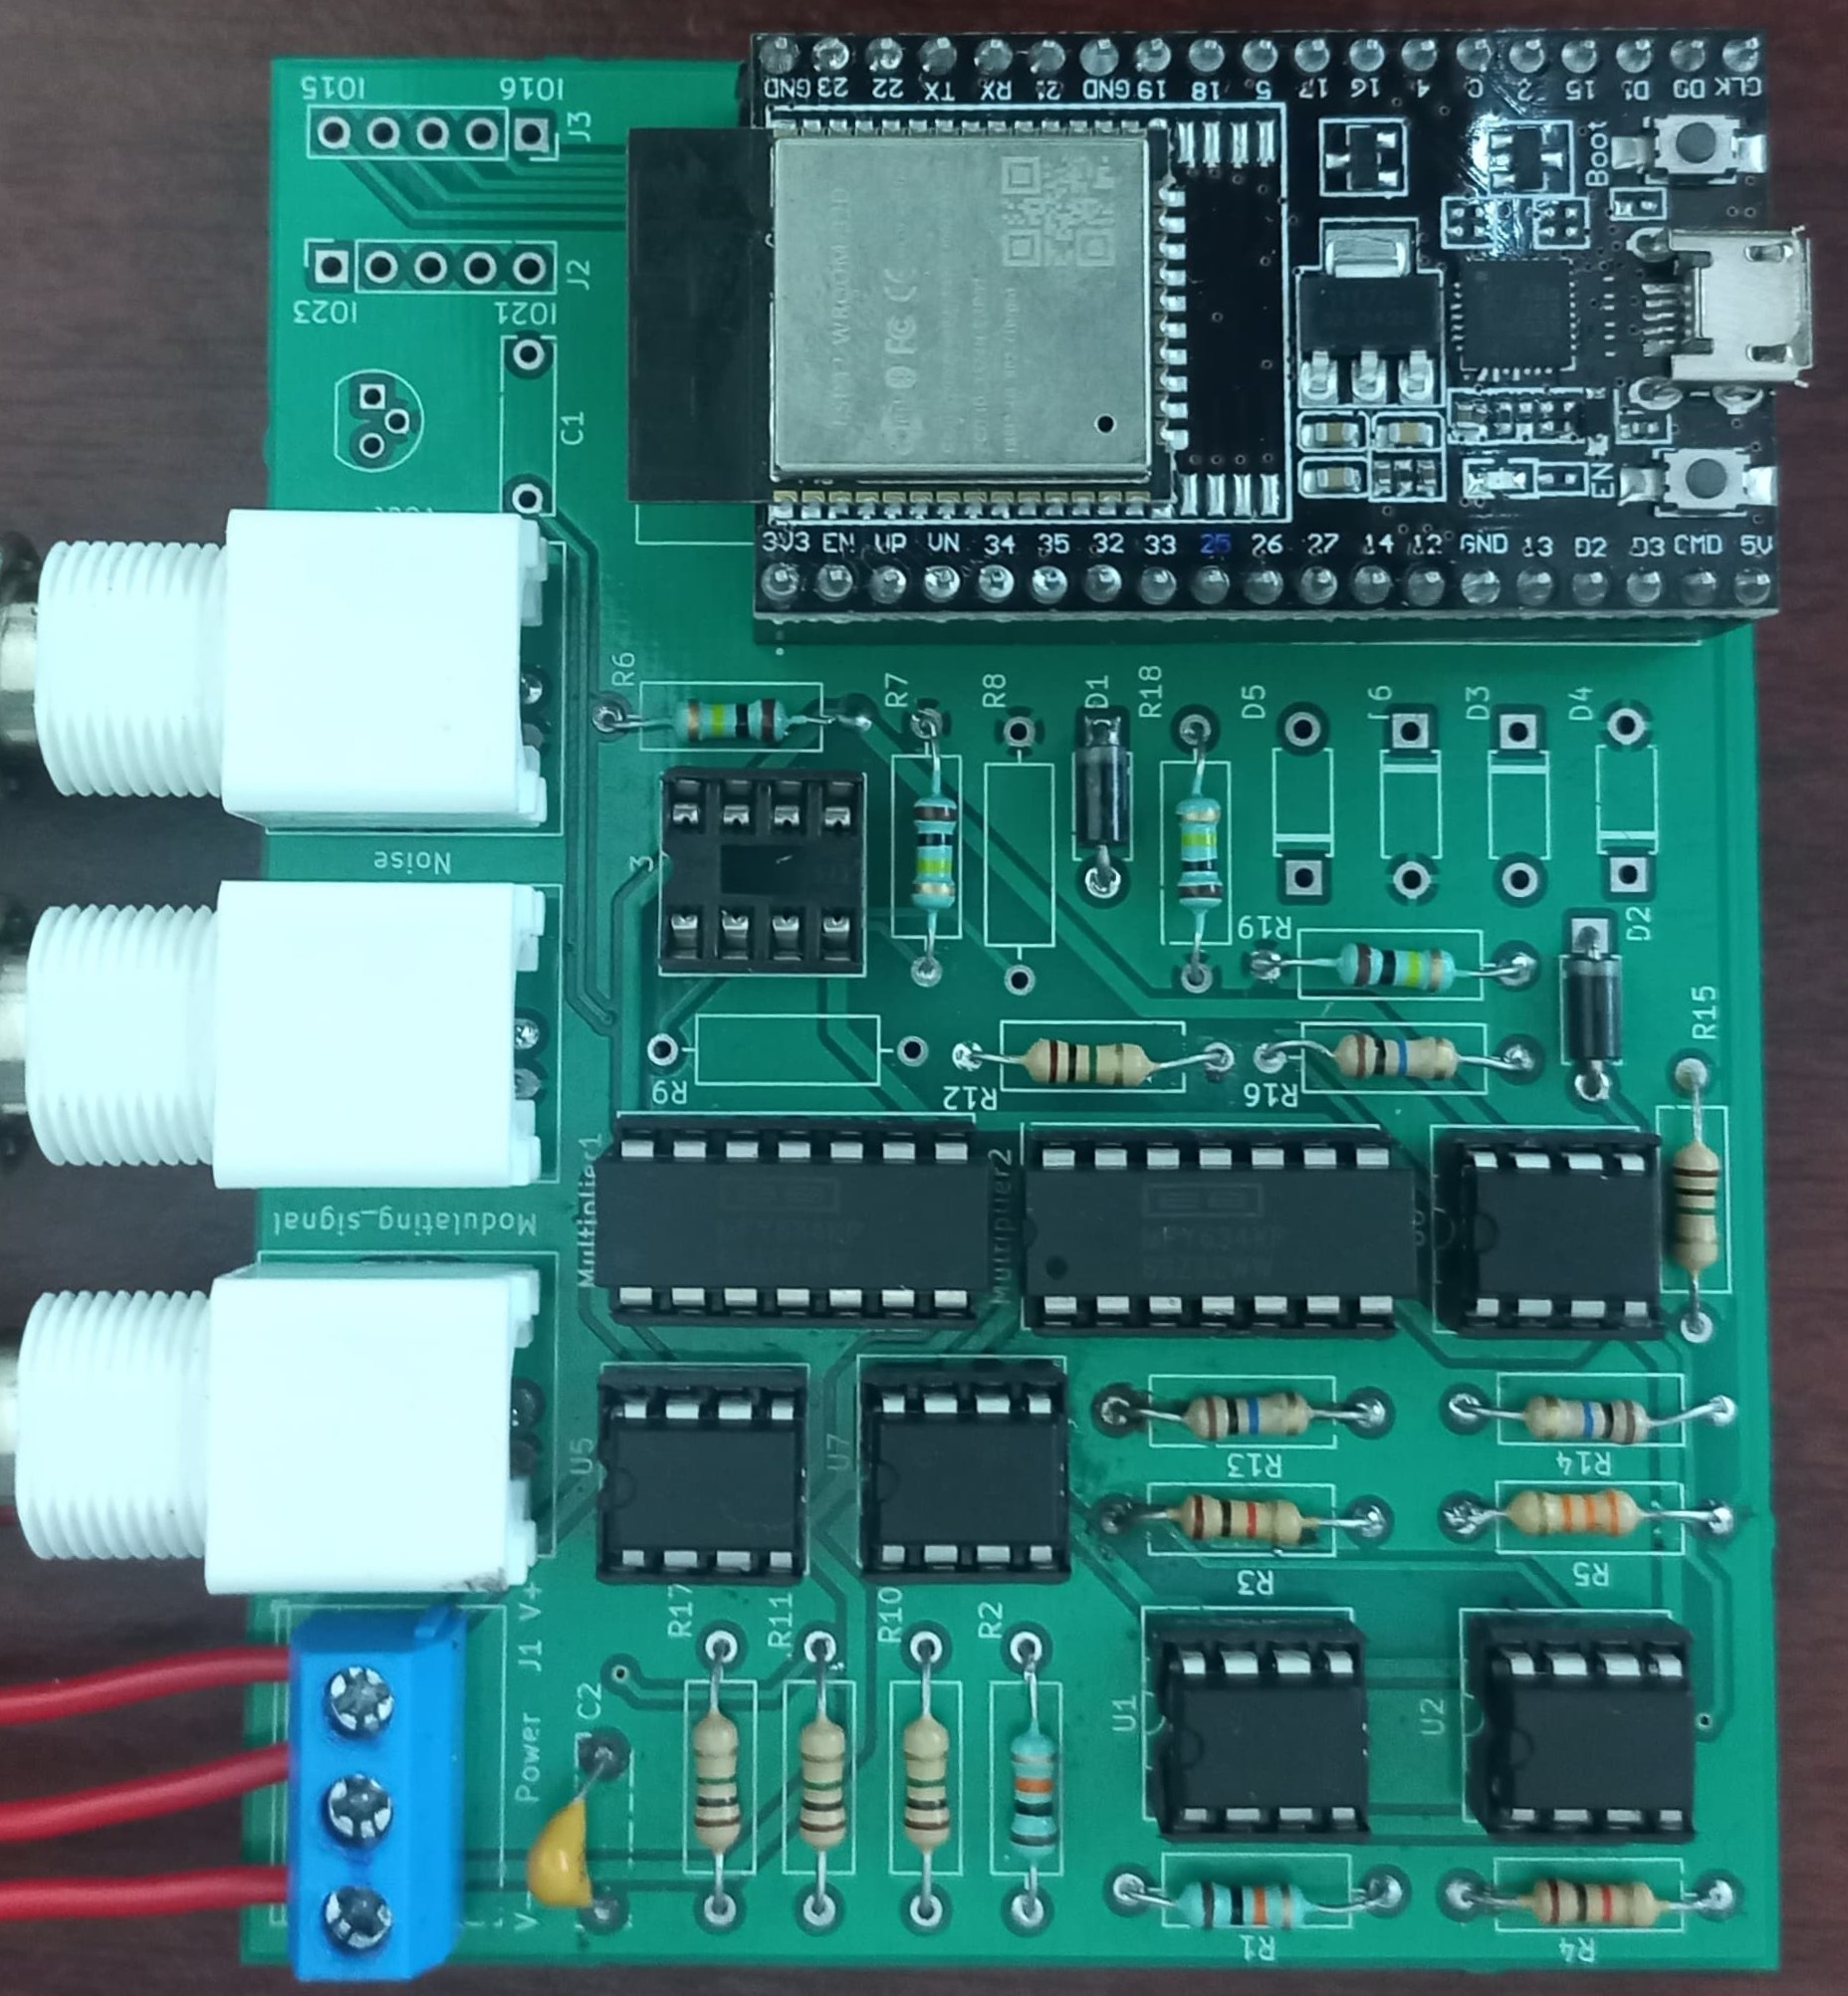 IO15
IO16
J3
J2
IO23
IO21
C1
GND 23 22 TX RX 21 GND 19 18 5 17 16 4 0 2 15 D1 D0 CLK
Boot
EN
3V3 EN VP VN 34 35 32 33 25 26 27 14 12 GND 13 D2 D3 CMD 5V
R6
R7
R8
D1
R18
D5
D3
D4
Noise
3
R19
D2
R9
R12
R16
R15
Multiplier1
Multiplier2
Modulating_signal
U5
U7
R13
R14
R3
R5
V+
J1
Power
V-
C2
R17
R11
R10
R2
U1
U2
R1
R4